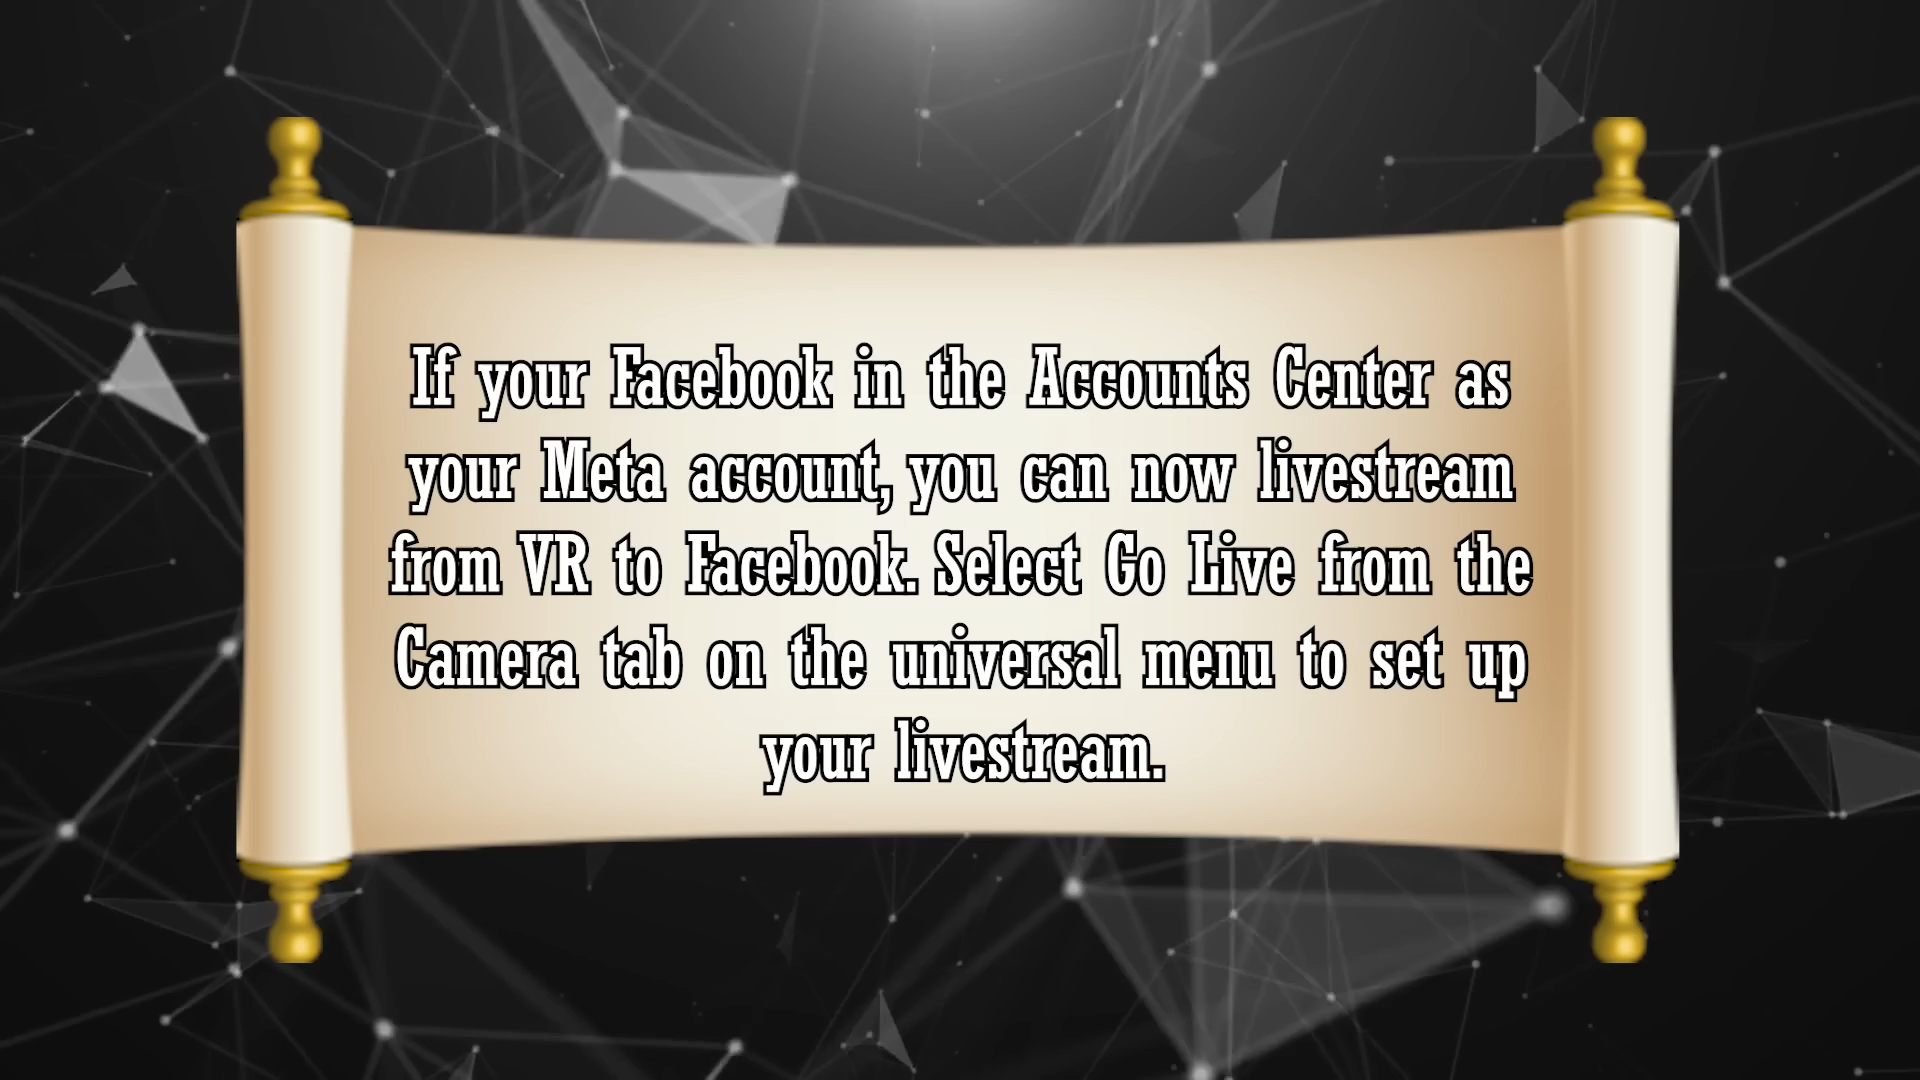 If your Facebook in the Accounts Center as
your Meta account, you can now livestream
from VR to Facebook. Select Go Live from the
Camera tab on the universal menu to set up
your livestream.